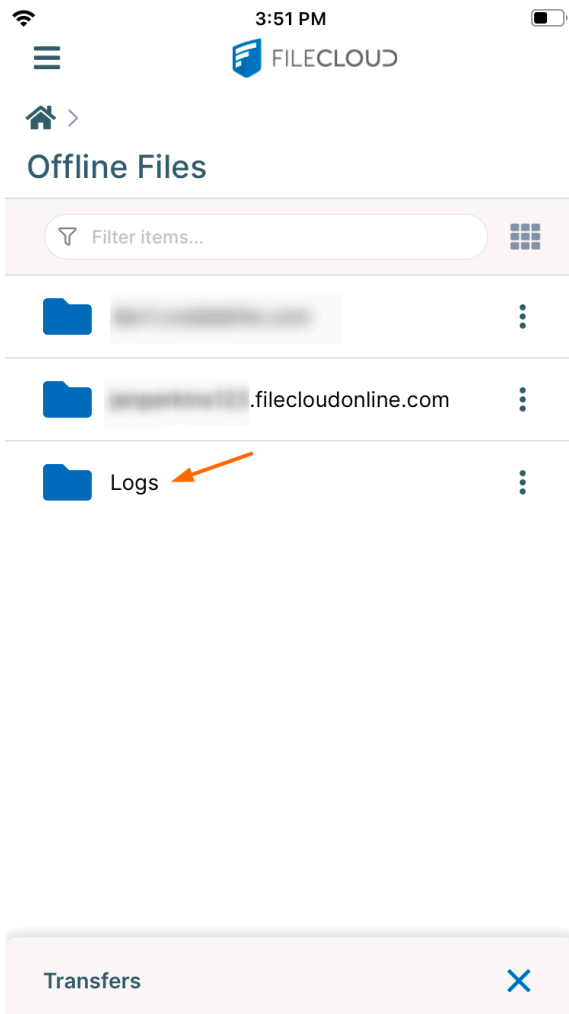 3:51 PM
FILECLOUD
Offline Files
Filter items...
.filecloudonline.com
Logs
Transfers